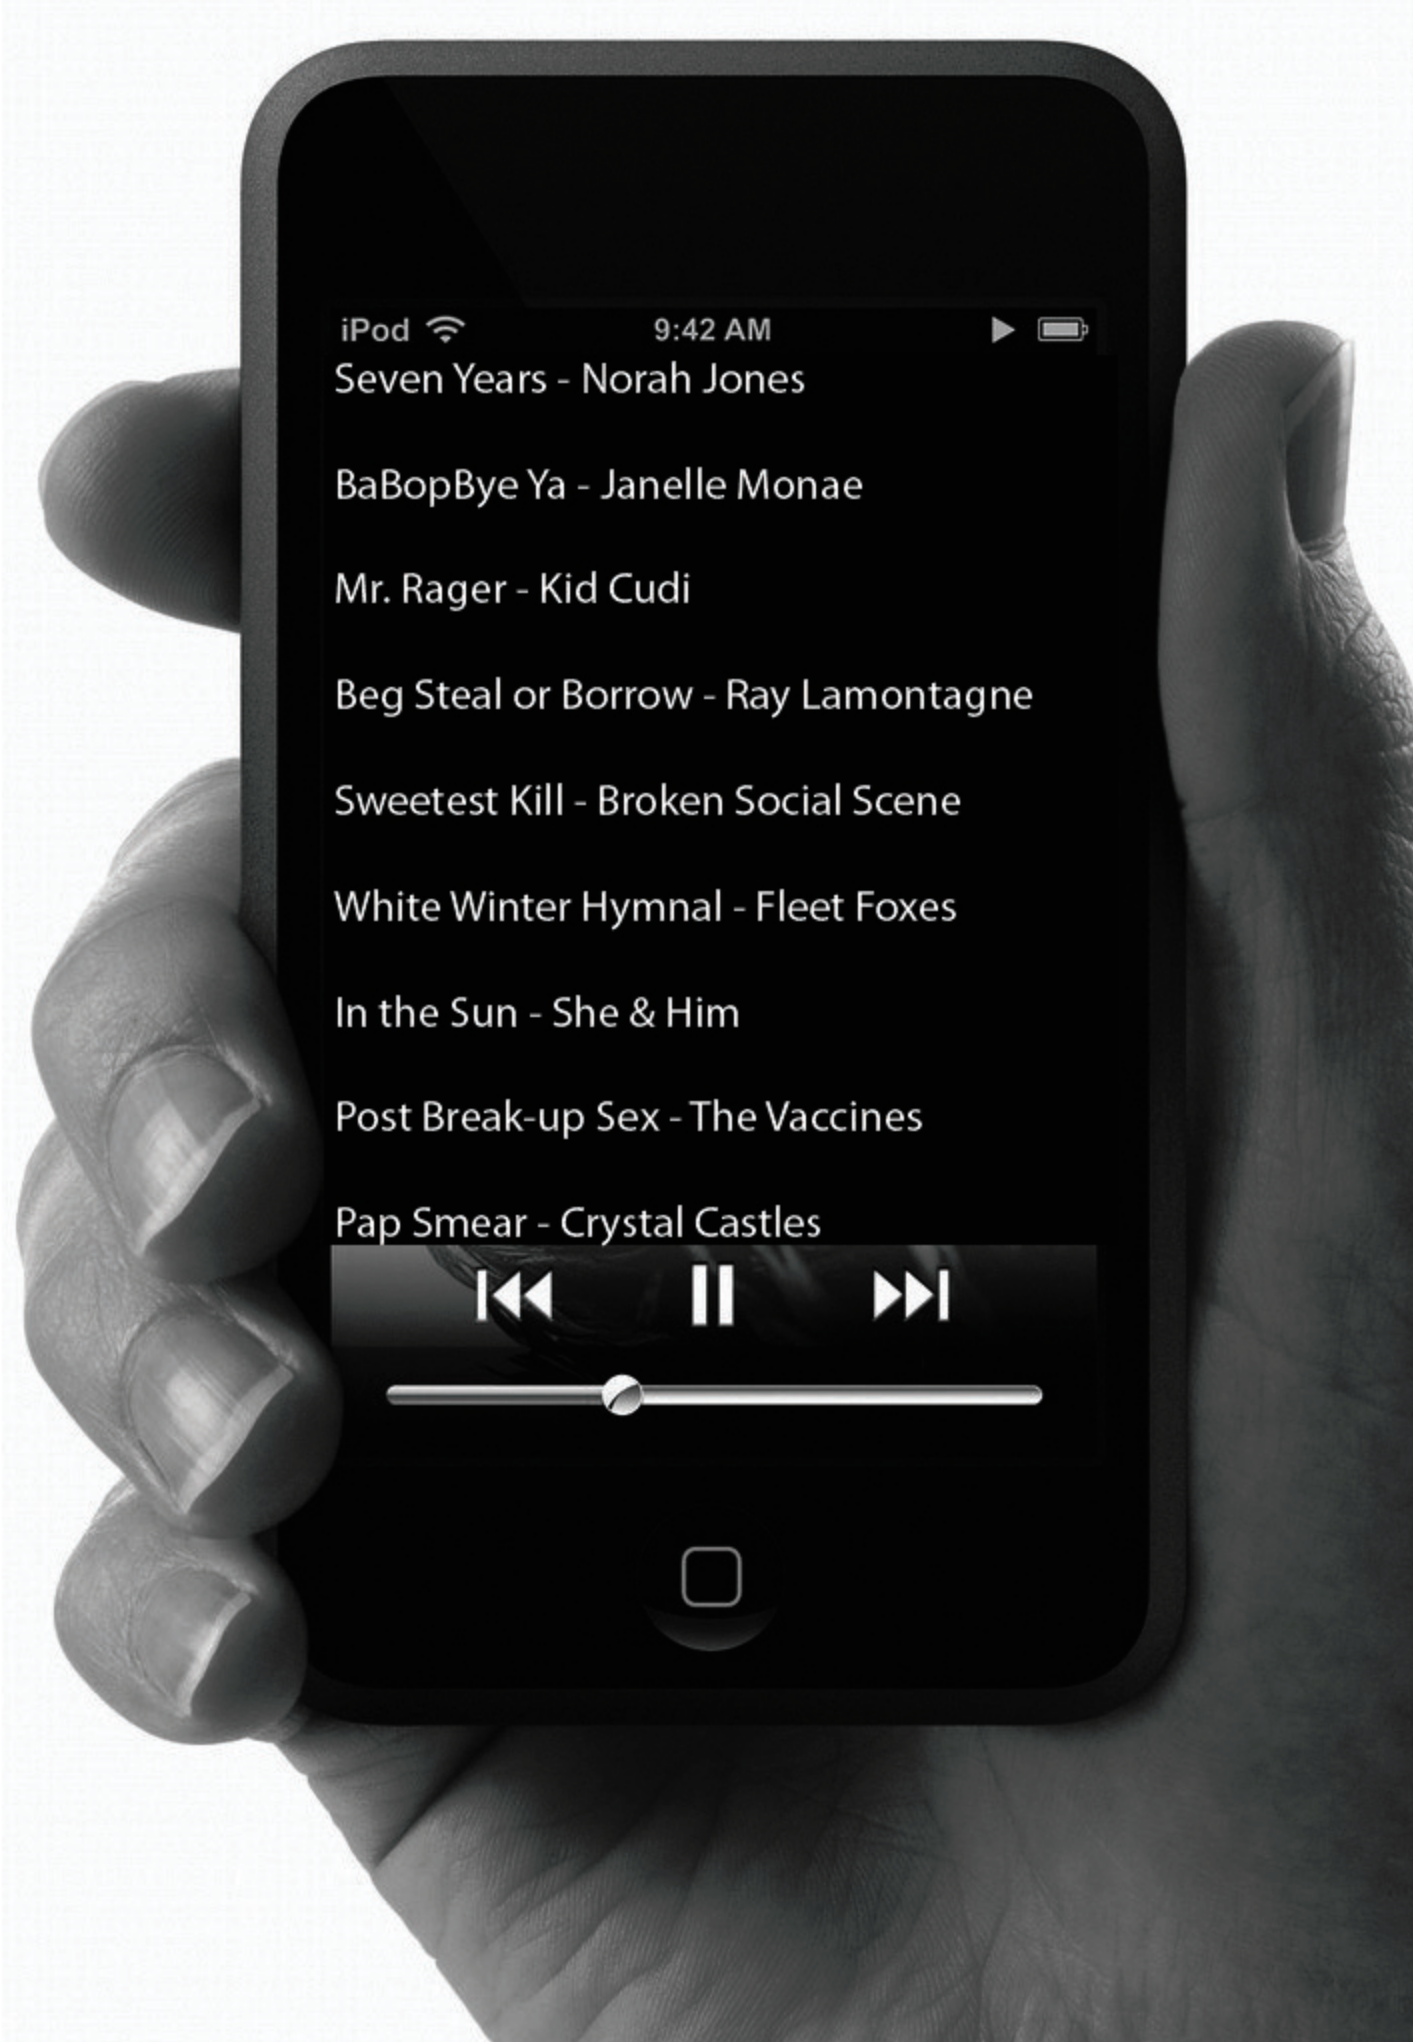 iPod 9:42 AM
Seven Years - Norah Jones
BaBopBye Ya - Janelle Monae
Mr. Rager - Kid Cudi
Beg Steal or Borrow - Ray Lamontagne
Sweetest Kill - Broken Social Scene
White Winter Hymnal - Fleet Foxes
In the Sun - She & Him
Post Break-up Sex - The Vaccines
Pap Smear - Crystal Castles